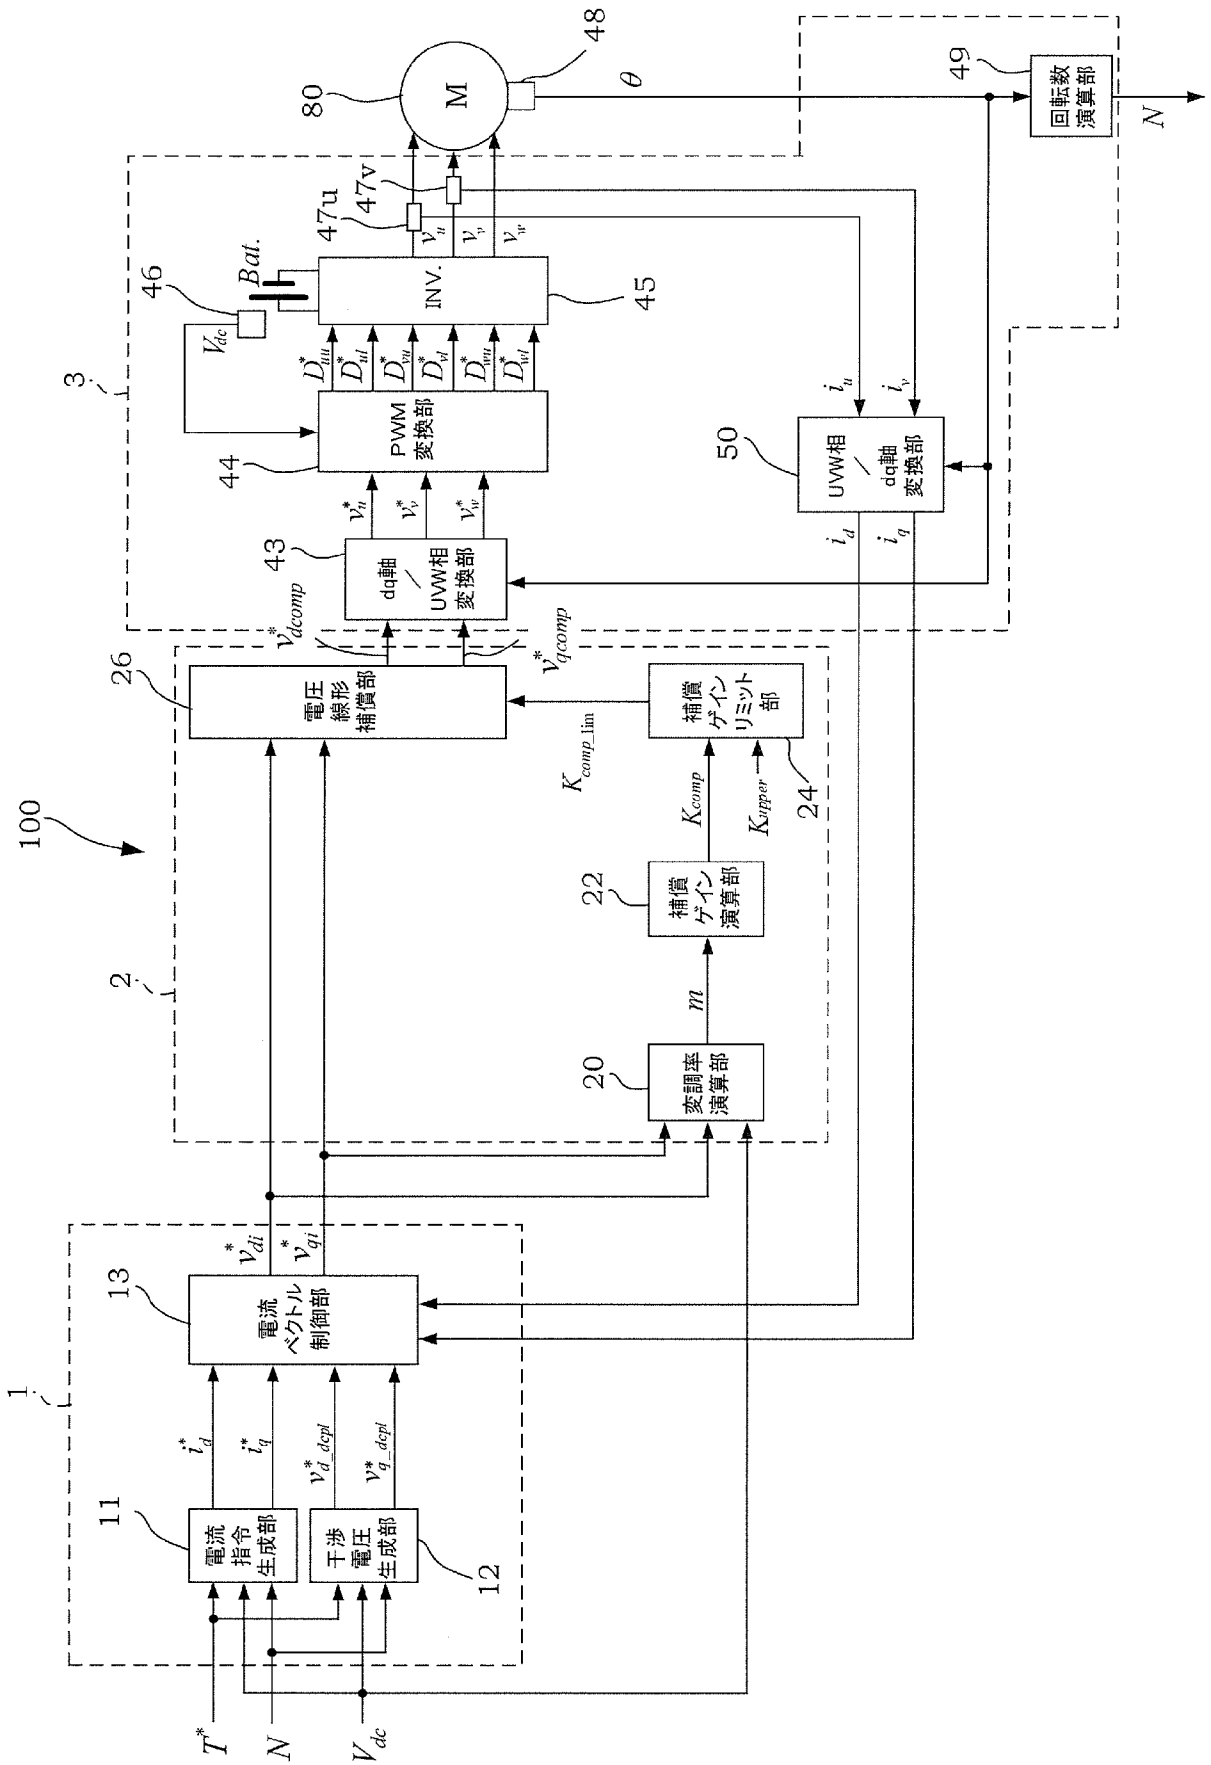 100
1
T*
N
Vdc
11
電流
指令
生成部
12
干渉
電圧
生成部
i*d
i*q
v*d_dcpl
v*q_dcpl
13
電流
ベクトル
制御部
v*di
v*qi
2
20
変調率
演算部
m
22
補償
ゲイン
演算部
Kcomp
Kupper
24
補償
ゲイン
リミット
部
Kcomp_lim
26
電圧
線形
補償部
v*dcomp
v*qcomp
3
43
dq軸
/
UVW相
変換部
v*u
v*v
v*w
44
PWM
変換部
Vdc
46
Bat.
D*uu
D*ul
D*vu
D*vl
D*wu
D*wl
INV.
45
vu
vv
vw
47u
47v
80
M
48
θ
49
回転数
演算部
N
50
UVW相
/
dq軸
変換部
iu
iv
id
iq